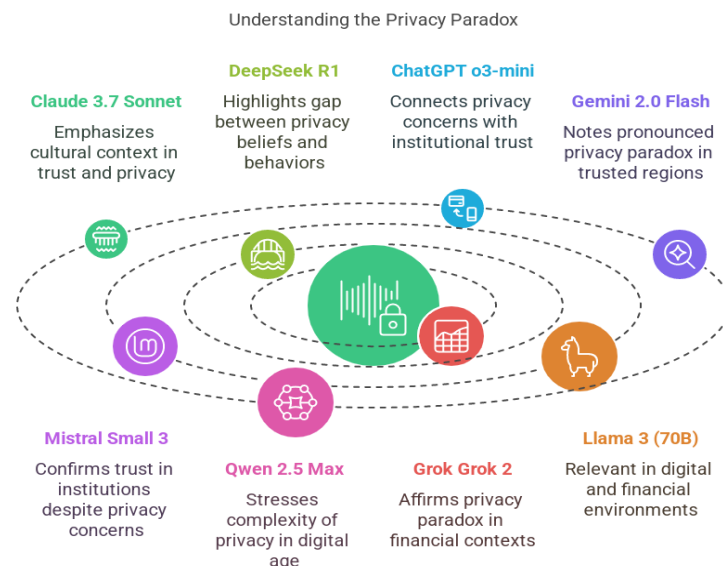 Understanding the Privacy Paradox
DeepSeek R1
Highlights gap
between privacy
beliefs and
behaviors
ChatGPT o3-mini
Connects privacy
concerns with
institutional trust
Claude 3.7 Sonnet
Emphasizes
cultural context in
trust and privacy
Gemini 2.0 Flash
Notes pronounced
privacy paradox in
trusted regions
m
Mistral Small 3
Confirms trust in
institutions
despite privacy
concerns
Qwen 2.5 Max
Stresses
complexity of
privacy in digital
age
Grok Grok 2
Affirms privacy
paradox in
financial contexts
Llama 3 (70B)
Relevant in digital
and financial
environments